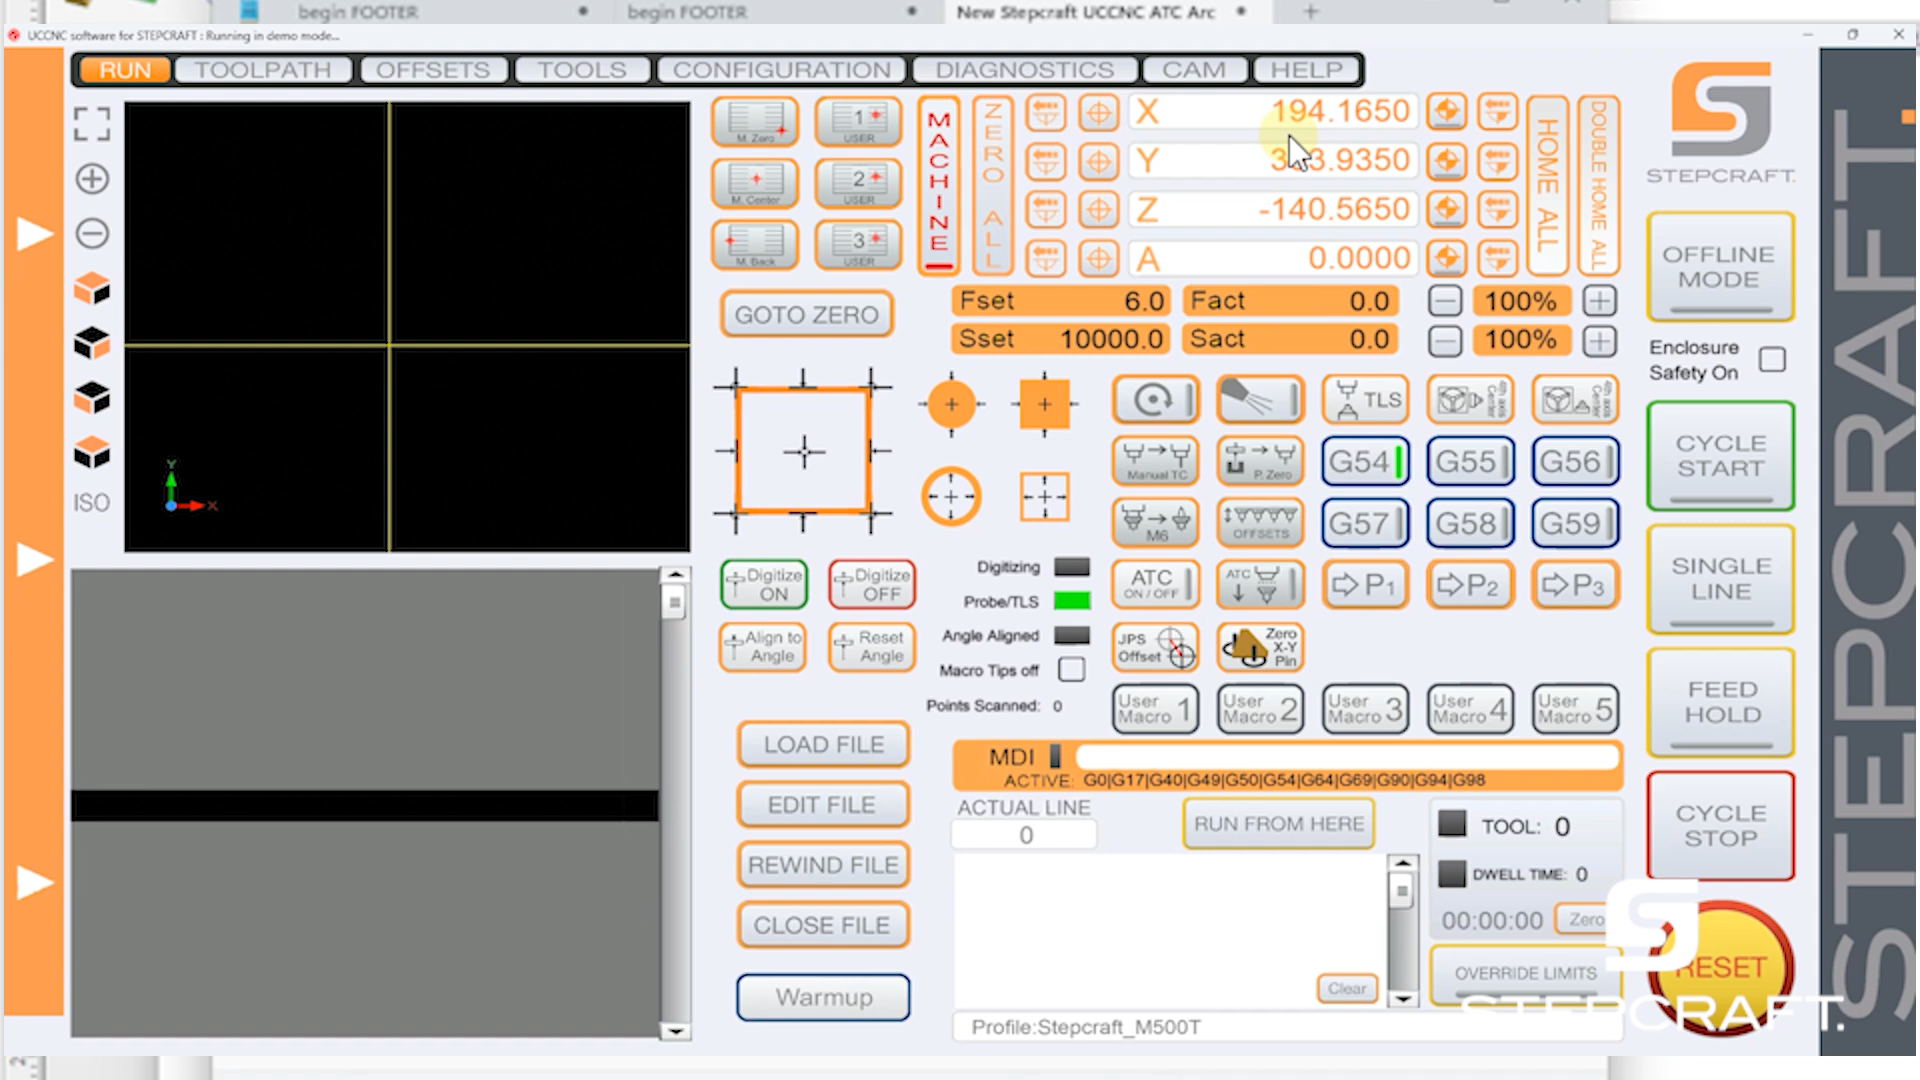 begin FOOTER
begin FOOTER
New Stepcraft UCCNC ATC Arc
UCCNC software for STEPCRAFT : Running in demo mode...
RUN
TOOLPATH
OFFSETS
TOOLS
CONFIGURATION
DIAGNOSTICS
CAM
HELP
M. Zero
1 USER
M. Center
2 USER
M. Back
3 USER
MACHINE
ZERO ALL
X 194.1650
Y
Z -140.5650
A 0.0000
HOME ALL
DOUBLE HOME ALL
STEPCRAFT.
STEPCRAFT.
GOTO ZERO
Fset 6.0
Fact 0.0
100%
Sset 10000.0
Sact 0.0
100%
OFFLINE
MODE
Enclosure
Safety On
ISO
Y
X
TLS
4th axis
Center
4th axis
Center
Manual TC
P. Zero
G54
G55
G56
M6
OFFSETS
G57
G58
G59
CYCLE
START
SINGLE
LINE
FEED
HOLD
CYCLE
STOP
RESET
Digitize
ON
Digitize
OFF
Align to
Angle
Reset
Angle
Digitizing
Probe/TLS
Angle Aligned
Macro Tips off
Points Scanned: 0
ATC
ON / OFF
ATC
P1
P2
P3
JPS
Offset
Zero
X-Y
Pin
User
Macro 1
User
Macro 2
User
Macro 3
User
Macro 4
User
Macro 5
LOAD FILE
EDIT FILE
REWIND FILE
CLOSE FILE
Warmup
MDI
ACTIVE: G0|G17|G40|G49|G50|G54|G64|G69|G90|G94|G98
ACTUAL LINE
0
RUN FROM HERE
TOOL: 0
DWELL TIME: 0
00:00:00
Zero
OVERRIDE LIMITS
Clear
Profile:Stepcraft_M500T
STEPCRAFT.